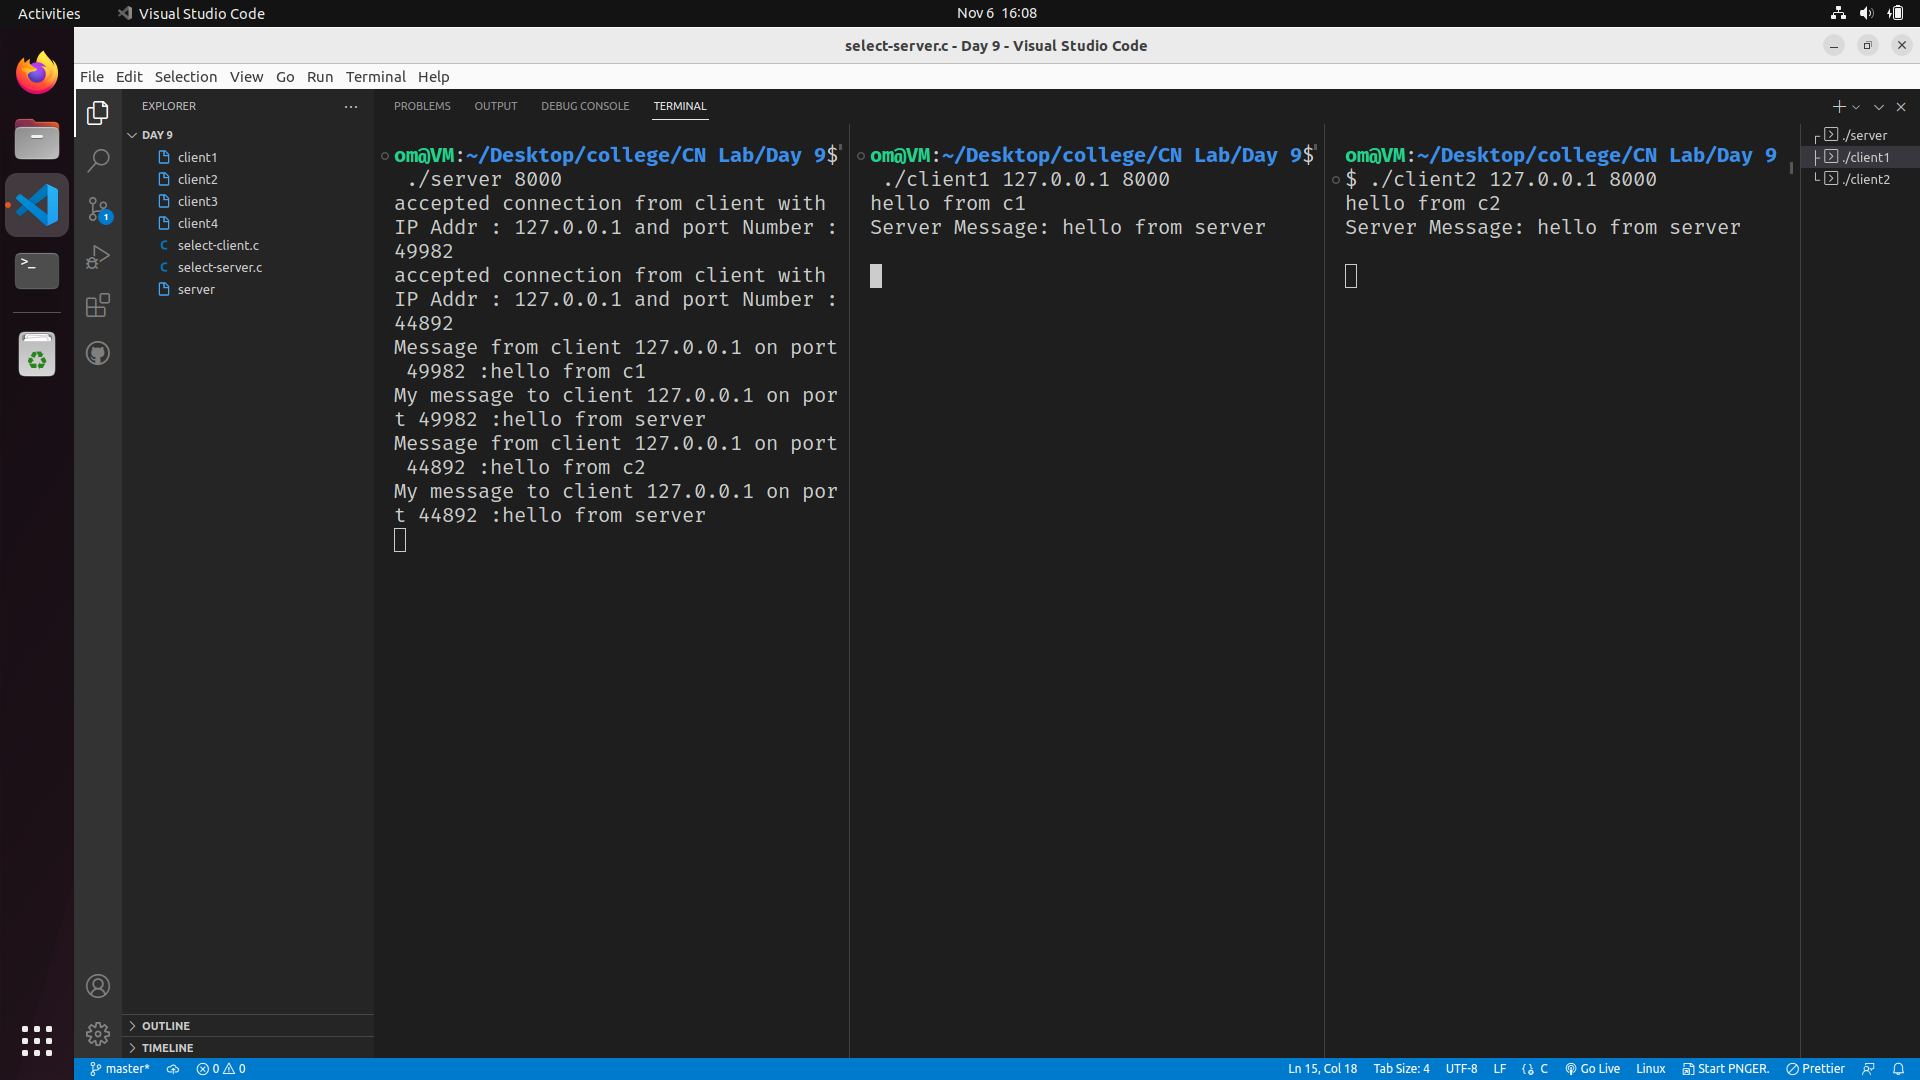 Activities
Visual Studio Code
Nov 6 16:08
select-server.c - Day 9 - Visual Studio Code
File Edit Selection View Go Run Terminal Help
EXPLORER
DAY 9
client1
client2
client3
client4
select-client.c
select-server.c
server
OUTLINE
TIMELINE
PROBLEMS OUTPUT DEBUG CONSOLE TERMINAL
om@VM:~/Desktop/college/CN Lab/Day 9$
./server 8000
accepted connection from client with
IP Addr : 127.0.0.1 and port Number :
49982
accepted connection from client with
IP Addr : 127.0.0.1 and port Number :
44892
Message from client 127.0.0.1 on port
49982 :hello from c1
My message to client 127.0.0.1 on por
t 49982 :hello from server
Message from client 127.0.0.1 on port
44892 :hello from c2
My message to client 127.0.0.1 on por
t 44892 :hello from server
om@VM:~/Desktop/college/CN Lab/Day 9$
./client1 127.0.0.1 8000
hello from c1
Server Message: hello from server
om@VM:~/Desktop/college/CN Lab/Day 9
$ ./client2 127.0.0.1 8000
hello from c2
Server Message: hello from server
./server
./client1
./client2
1
master* 0 0
Ln 15, Col 18 Tab Size: 4 UTF-8 LF C Go Live Linux Start PNGER. Prettier